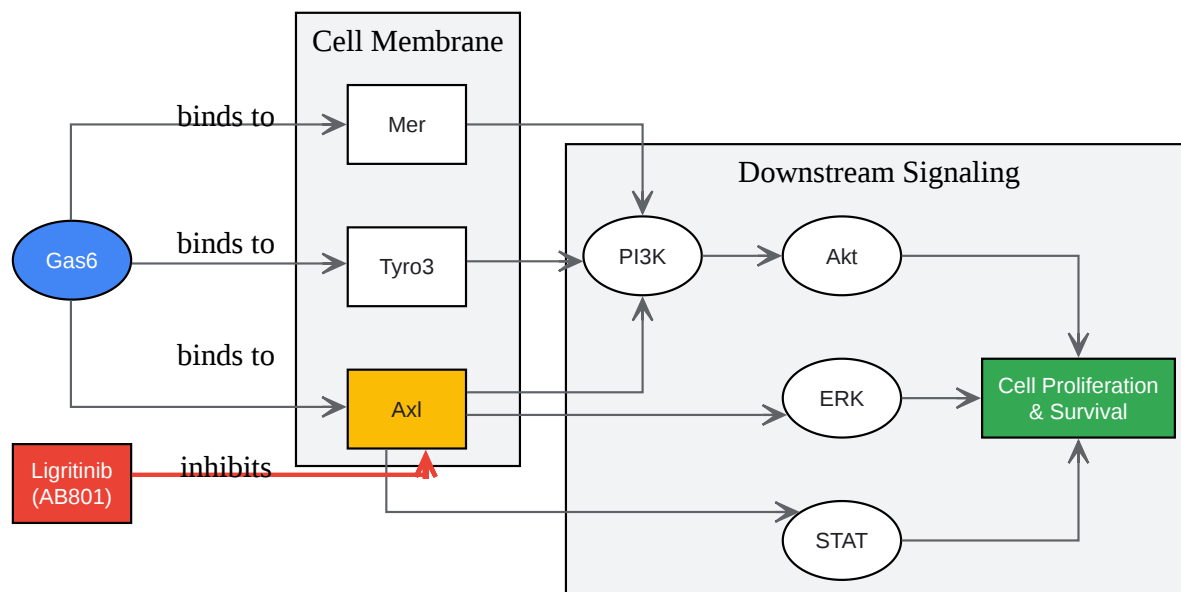 Cell Membrane
binds to
Mer
Downstream Signaling
binds to
Gas6
Tyro3
PI3K
Akt
binds to
Axl
ERK
Cell Proliferation
& Survival
Ligritinib
(AB801)
inhibits
STAT